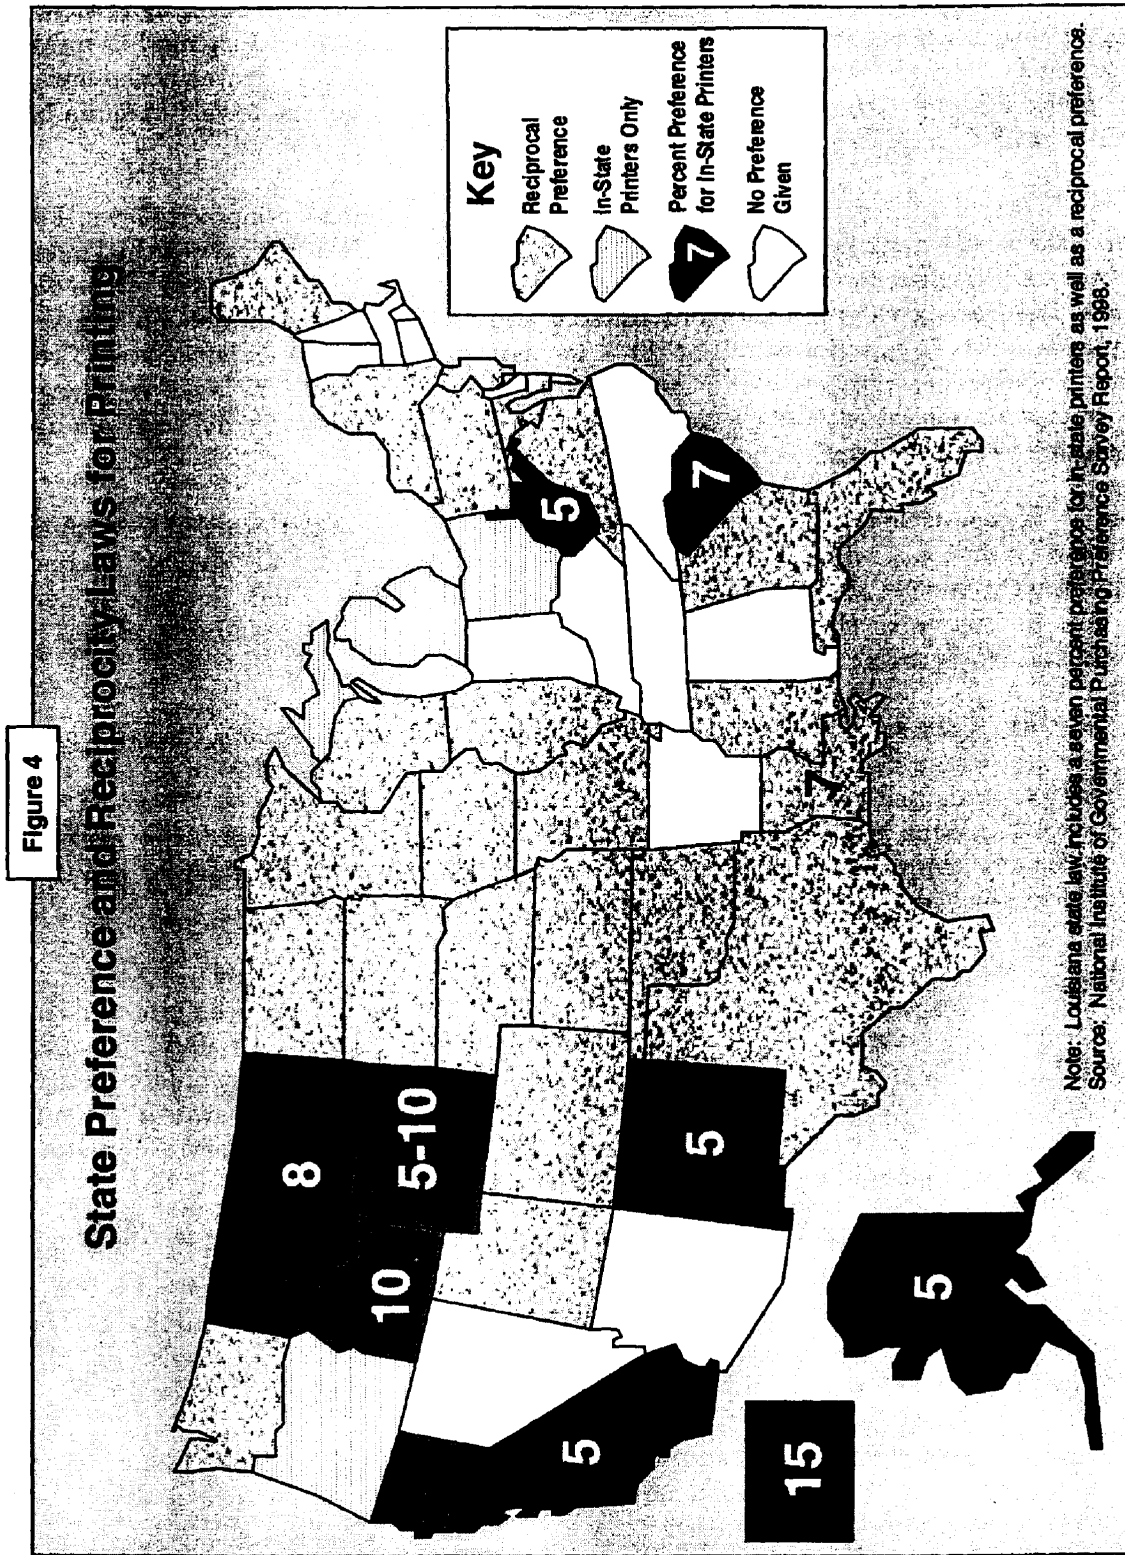 Figure 4
State Preference and Reciprocity Laws for Printing
8
5-10
10
5
5
5
15
5
7
7
Key
Reciprocal
Preference
In-State
Printers Only
7
Percent Preference
for In-State Printers
No Preference
Given
Note: Louisiana state law includes a seven percent preference for in-state printers as well as a reciprocal preference.
Source: National Institute of Governmental Purchasing Preference Survey Report, 1998.